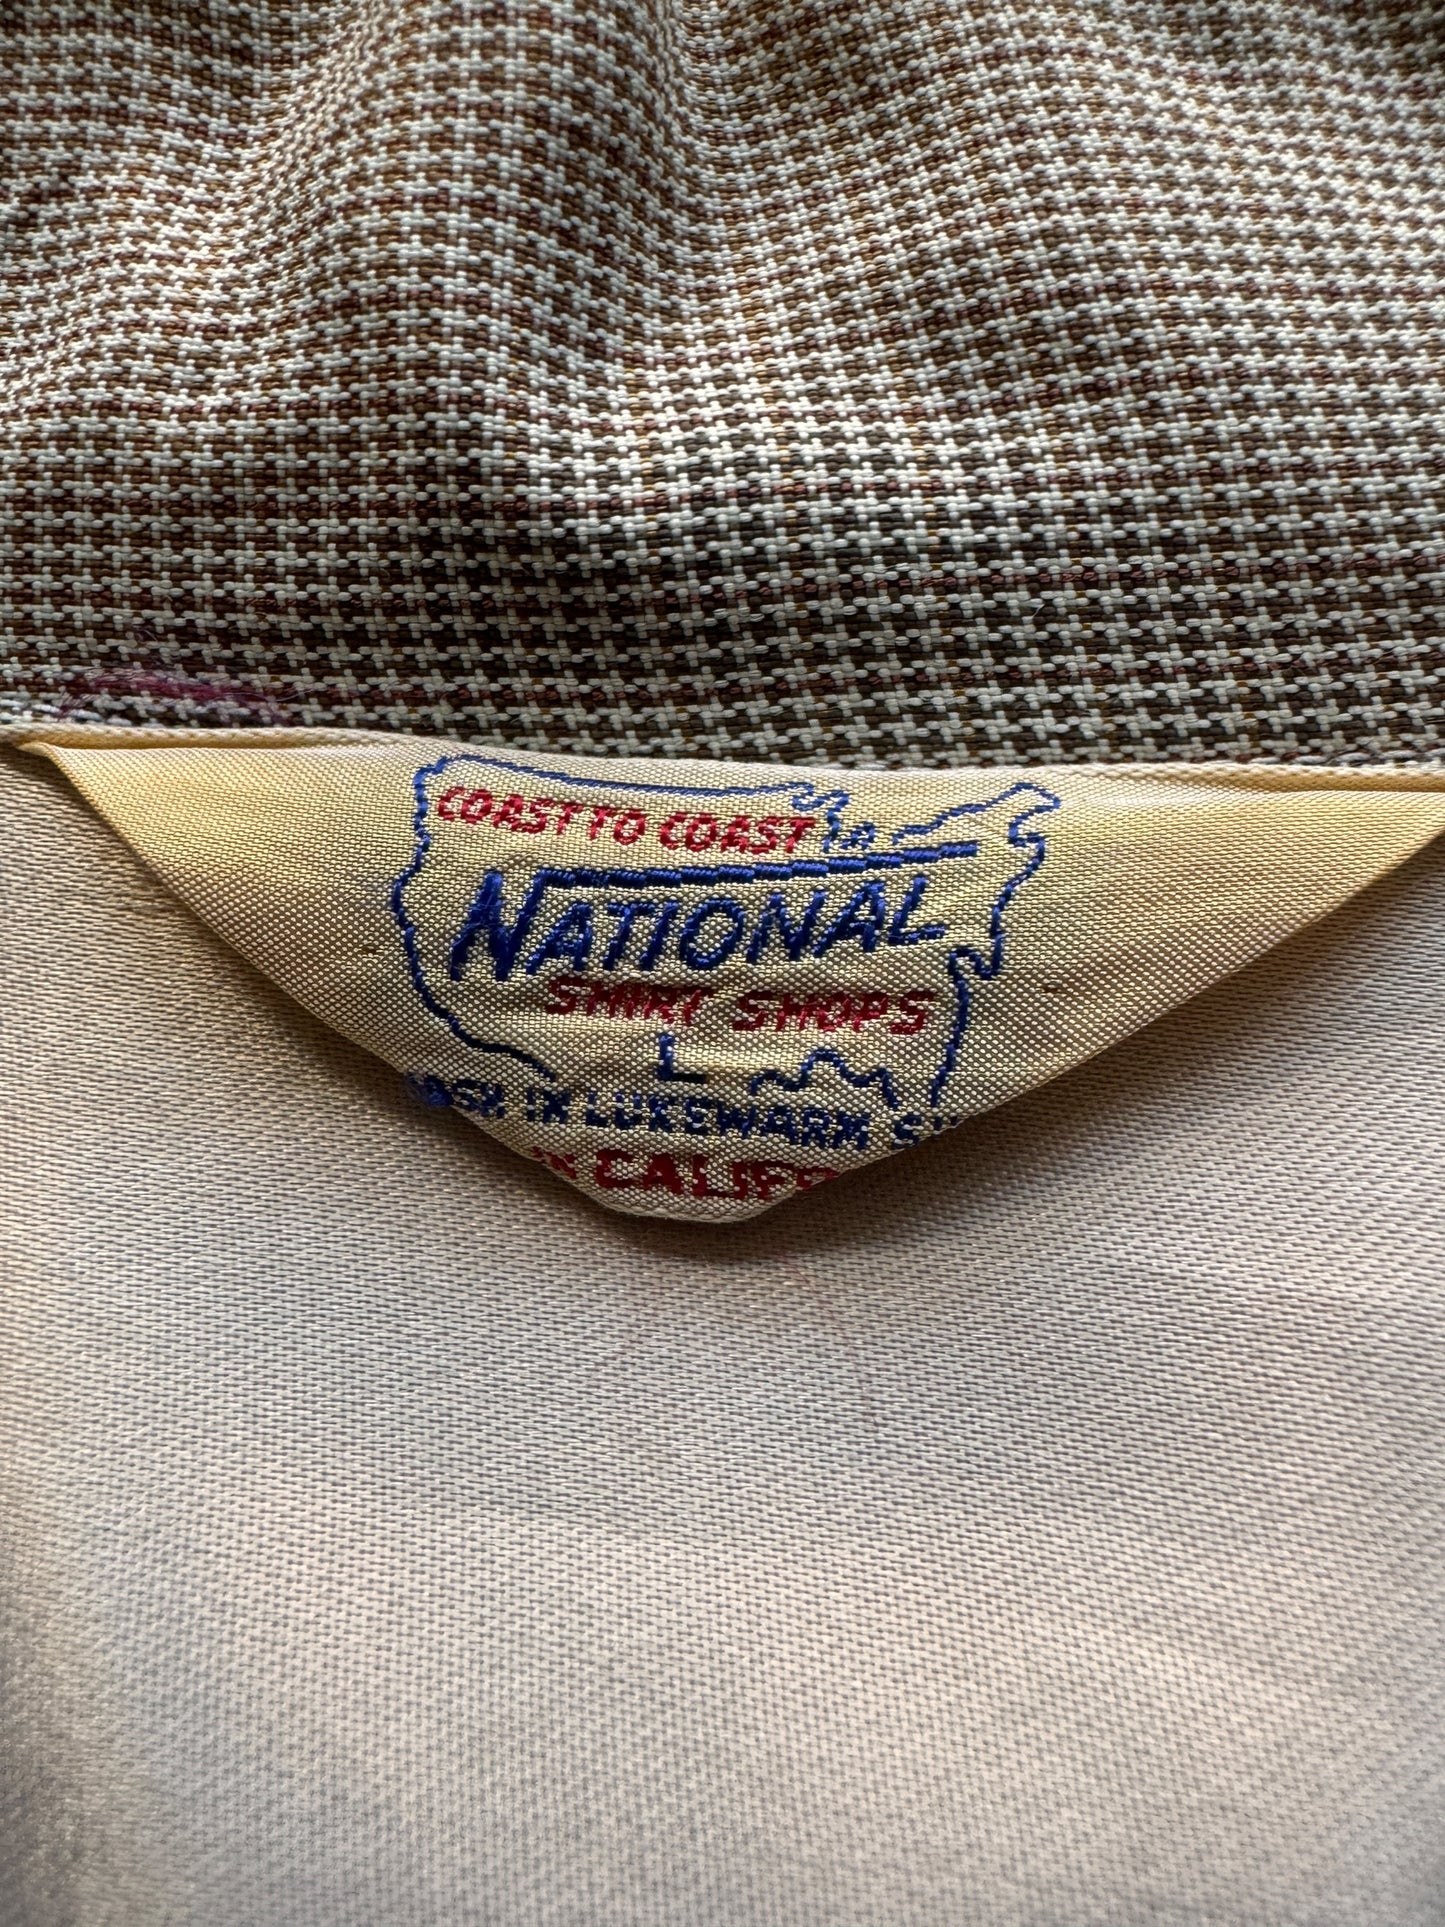 COAST TO COAST
NATIONAL
SHIRT SHOPS
L
IN LUKEWARM
CALIF